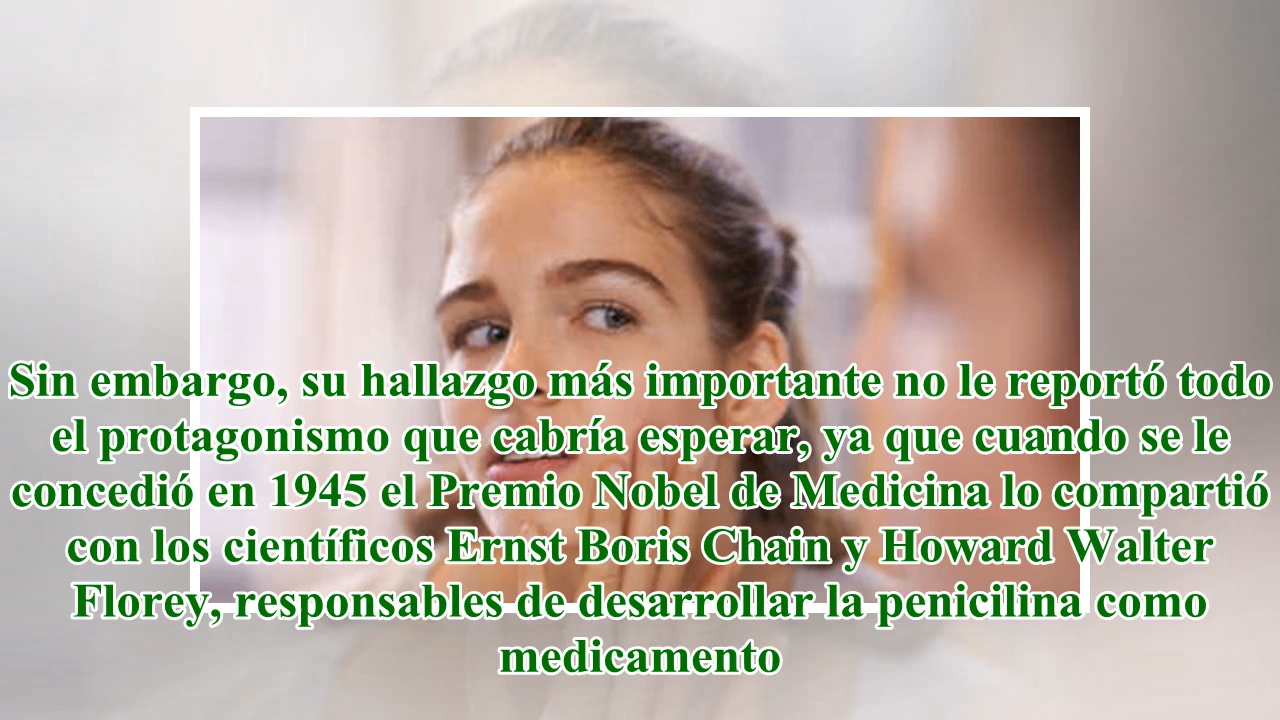 Sin embargo, su hallazgo más importante no le reportó todo
el protagonismo que cabría esperar, ya que cuando se le
concedió en 1945 el Premio Nobel de Medicina lo compartió
con los científicos Ernst Boris Chain y Howard Walter
Florey, responsables de desarrollar la penicilina como
medicamento